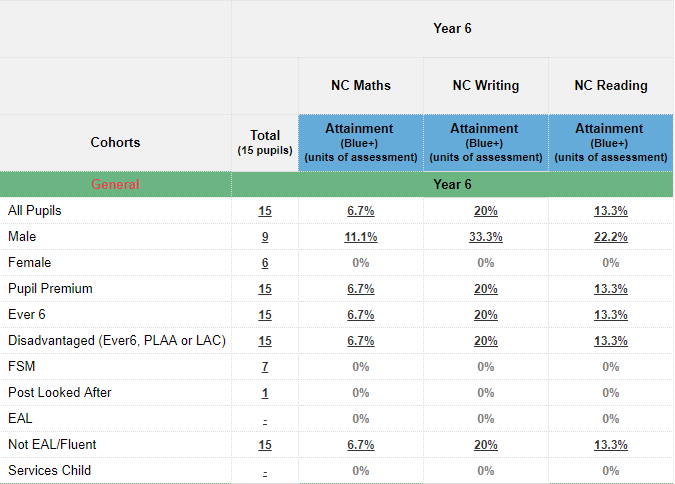 Year 6
NC Maths NC Writing NC Reading
Cohorts Total (15 pupils) Attainment (Blue+) (units of assessment) Attainment (Blue+) (units of assessment) Attainment (Blue+) (units of assessment)
General Year 6
All Pupils 15 6.7% 20% 13.3%
Male 9 11.1% 33.3% 22.2%
Female 6 0% 0% 0%
Pupil Premium 15 6.7% 20% 13.3%
Ever 6 15 6.7% 20% 13.3%
Disadvantaged (Ever6, PLAA or LAC) 15 6.7% 20% 13.3%
FSM 7 0% 0% 0%
Post Looked After 1 0% 0% 0%
EAL - 0% 0% 0%
Not EAL/Fluent 15 6.7% 20% 13.3%
Services Child - 0% 0% 0%